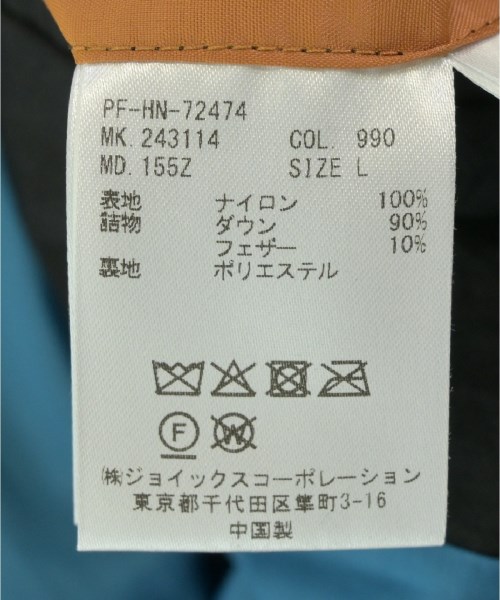 PF-HN-72474
MK. 243114 COL. 990
MD. 155Z SIZE L
表地 ナイロン 100%
詰物 ダウン 90%
フェザー 10%
裏地 ポリエステル
F W
㈱ジョイックスコーポレーション
東京都千代田区隼町3-16
中国製